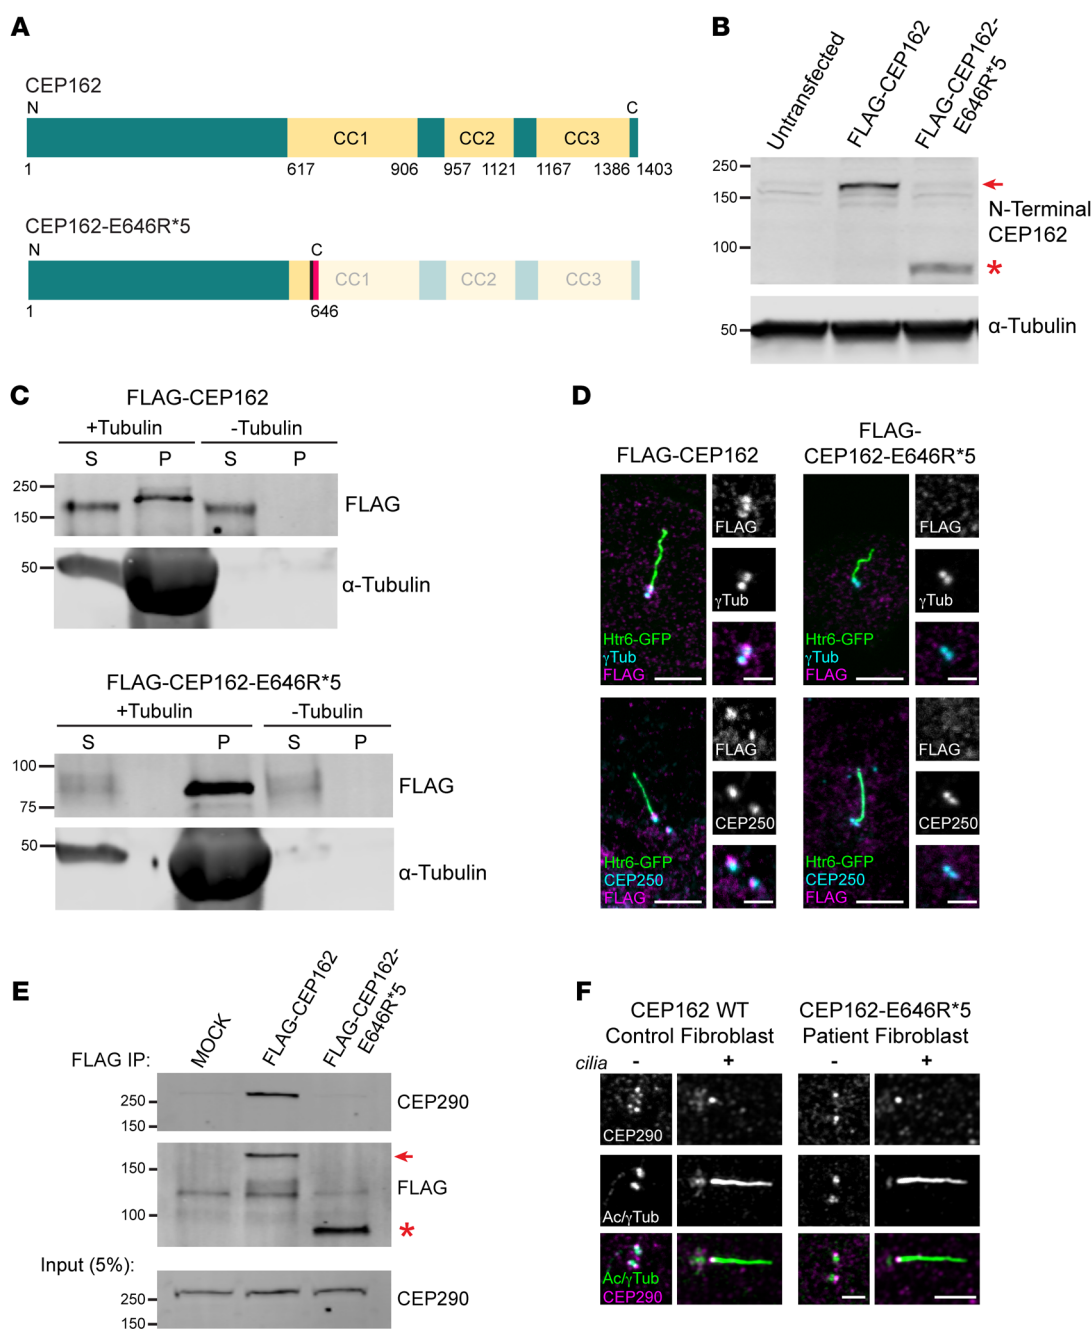 A
CEP162
N
C
CC1
CC2
CC3
1
617
906
957
1121
1167
1386
1403
CEP162-E646R*5
N
C
CC1
CC2
CC3
1
646
B
Untransfected
FLAG-CEP162
FLAG-CEP162-
E646R*5
250
150
100
N-Terminal
CEP162
*
50
α-Tubulin
C
FLAG-CEP162
+Tubulin
-Tubulin
S
P
S
P
250
150
FLAG
50
α-Tubulin
FLAG-CEP162-E646R*5
+Tubulin
-Tubulin
S
P
S
P
100
75
FLAG
50
α-Tubulin
D
FLAG-CEP162
FLAG-
CEP162-E646R*5
Htr6-GFP
γTub
FLAG
FLAG
γTub
Htr6-GFP
γTub
FLAG
FLAG
γTub
Htr6-GFP
CEP250
FLAG
FLAG
CEP250
Htr6-GFP
CEP250
FLAG
FLAG
CEP250
E
FLAG IP:
MOCK
FLAG-CEP162
FLAG-CEP162-
E646R*5
250
150
CEP290
150
100
FLAG
*
Input (5%):
250
150
CEP290
F
CEP162 WT
Control Fibroblast
CEP162-E646R*5
Patient Fibroblast
cilia
-
+
-
+
CEP290
Ac/γTub
Ac/γTub
CEP290